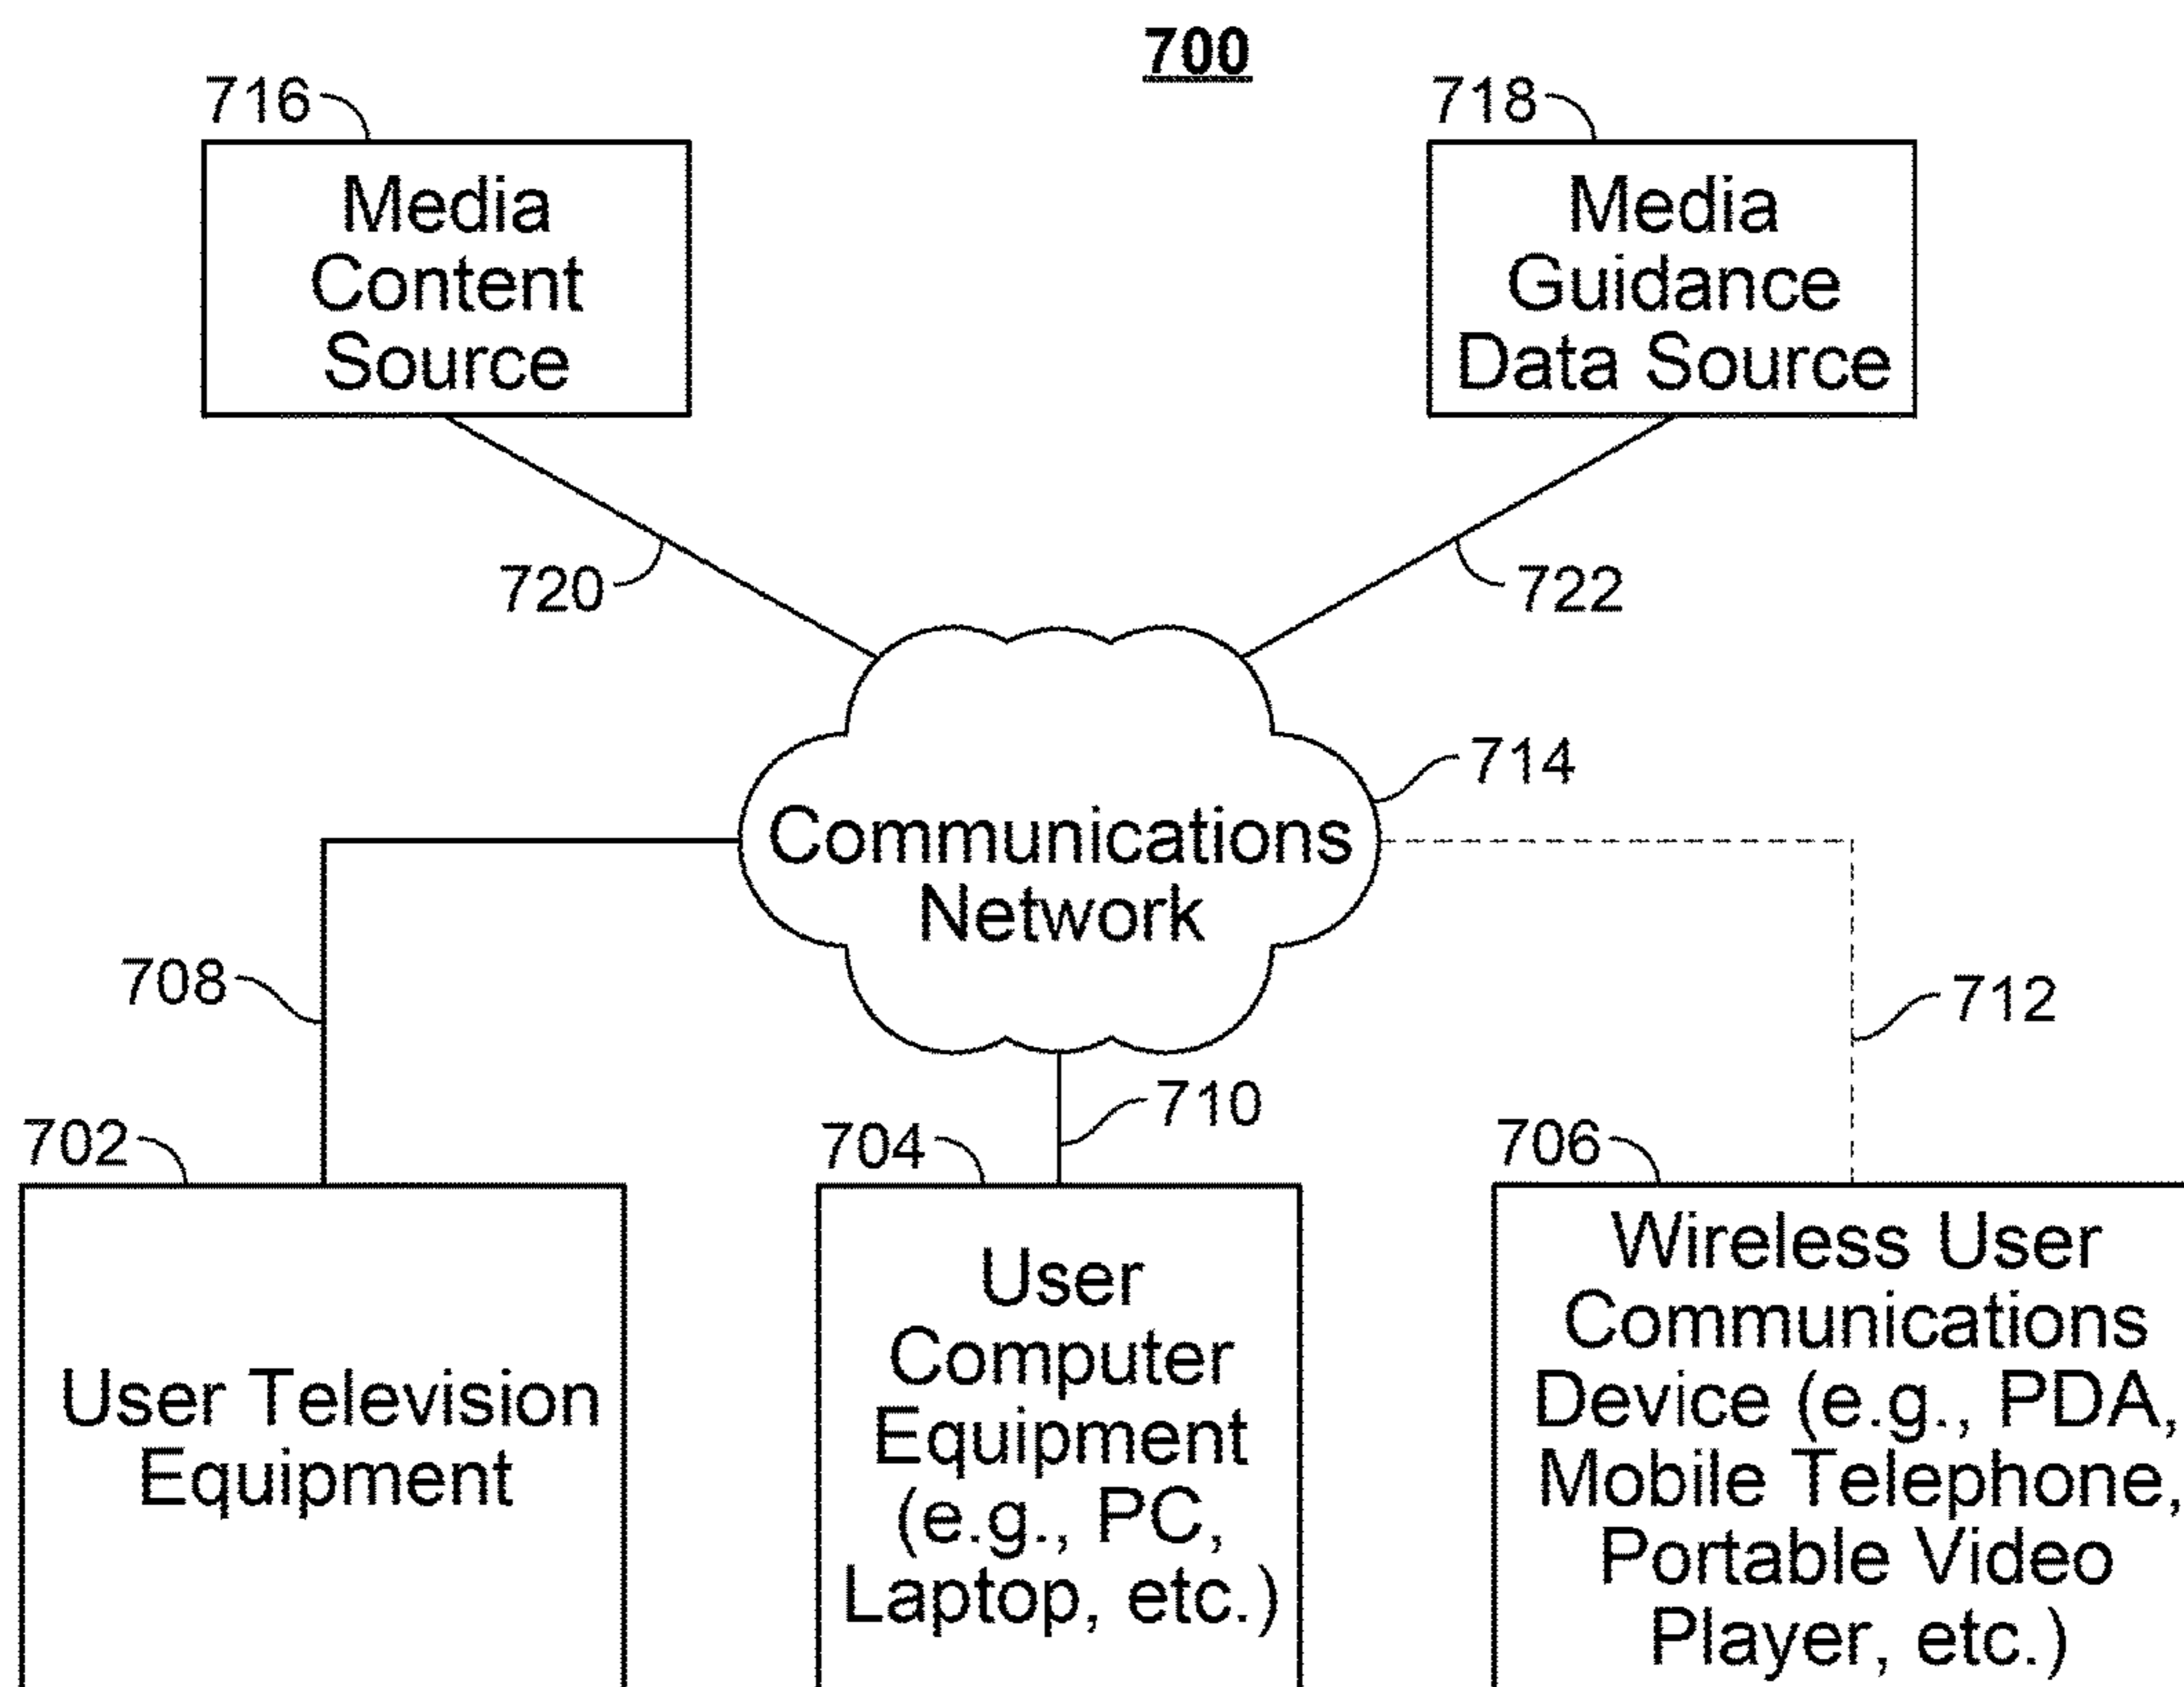 700
716
718
Media
Content
Source
Media
Guidance
Data Source
720
722
714
Communications
Network
708
712
710
702
704
706
User Television
Equipment
User
Computer
Equipment
(e.g., PC,
Laptop, etc.)
Wireless User
Communications
Device (e.g., PDA,
Mobile Telephone,
Portable Video
Player, etc.)